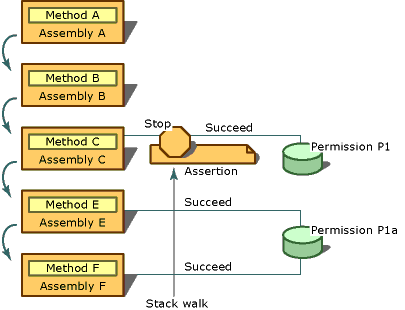 Method A
Assembly A
Method B
Assembly B
Stop
Succeed
Method C
Assembly C
Permission P1
Assertion
Method E
Assembly E
Succeed
Permission P1a
Method F
Assembly F
Succeed
Stack walk